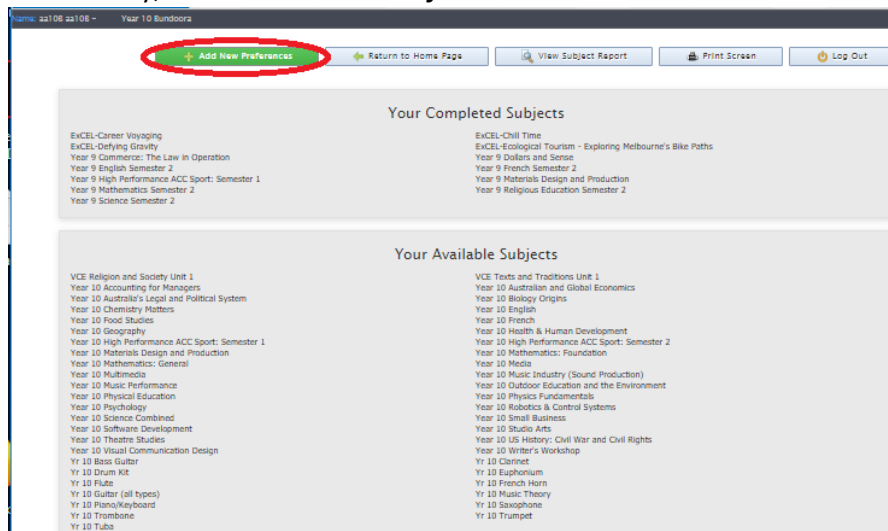 Name: aa108 aa108 - Year 10 Bundoora
Add New Preferences Return to Home Page View Subject Report Print Screen Log Out
Your Completed Subjects
ExCEL-Career Voyaging ExCEL-Chill Time
ExCEL-Defying Gravity ExCEL-Ecological Tourism - Exploring Melbourne's Bike Paths
Year 9 Commerce: The Law in Operation Year 9 Dollars and Sense
Year 9 English Semester 2 Year 9 French Semester 2
Year 9 High Performance ACC Sport: Semester 1 Year 9 Materials Design and Production
Year 9 Mathematics Semester 2 Year 9 Religious Education Semester 2
Year 9 Science Semester 2
Your Available Subjects
VCE Religion and Society Unit 1 VCE Texts and Traditions Unit 1
Year 10 Accounting for Managers Year 10 Australian and Global Economics
Year 10 Australia's Legal and Political System Year 10 Biology Origins
Year 10 Chemistry Matters Year 10 English
Year 10 Food Studies Year 10 French
Year 10 Geography Year 10 Health & Human Development
Year 10 High Performance ACC Sport: Semester 1 Year 10 High Performance ACC Sport: Semester 2
Year 10 Materials Design and Production Year 10 Mathematics: Foundation
Year 10 Mathematics: General Year 10 Media
Year 10 Multimedia Year 10 Music Industry (Sound Production)
Year 10 Music Performance Year 10 Outdoor Education and the Environment
Year 10 Physical Education Year 10 Physics Fundamentals
Year 10 Psychology Year 10 Robotics & Control Systems
Year 10 Science Combined Year 10 Small Business
Year 10 Software Development Year 10 Studio Arts
Year 10 Theatre Studies Year 10 US History: Civil War and Civil Rights
Year 10 Visual Communication Design Year 10 Writer's Workshop
Yr 10 Bass Guitar Yr 10 Clarinet
Yr 10 Drum Kit Yr 10 Euphonium
Yr 10 Flute Yr 10 French Horn
Yr 10 Guitar (all types) Yr 10 Music Theory
Yr 10 Piano/Keyboard Yr 10 Saxophone
Yr 10 Trombone Yr 10 Trumpet
Yr 10 Tuba